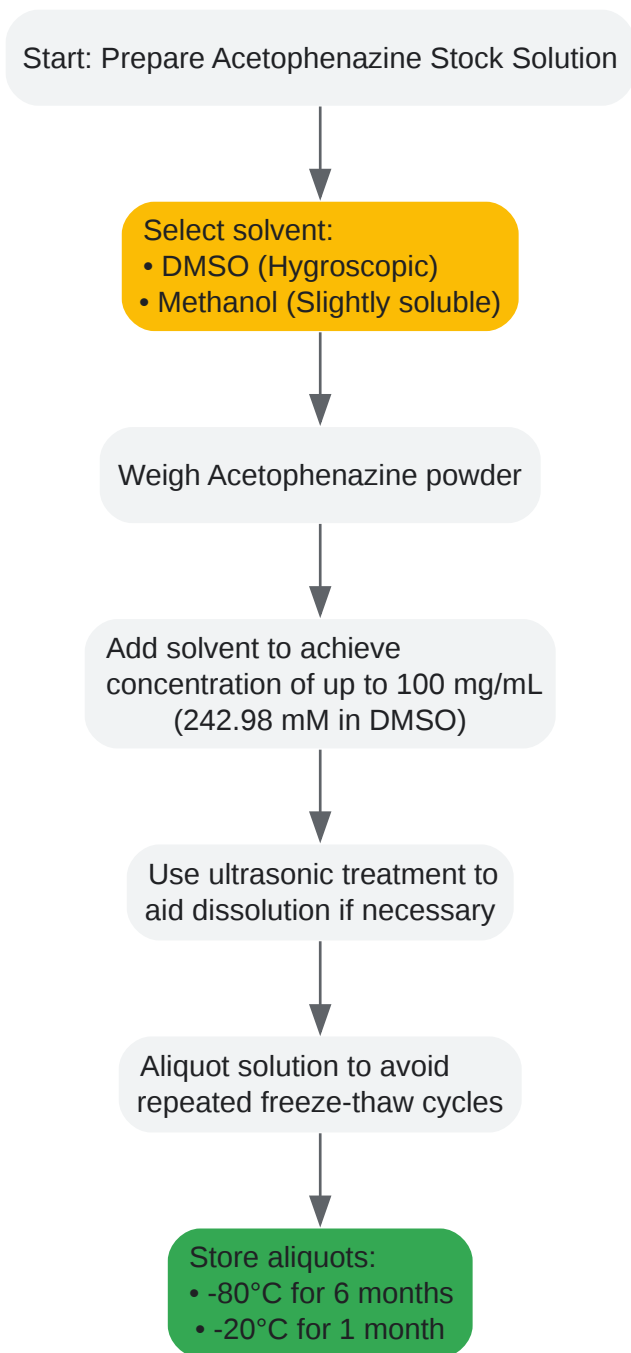 Start: Prepare Acetophenazine Stock Solution
Select solvent:
• DMSO (Hygroscopic)
• Methanol (Slightly soluble)
Weigh Acetophenazine powder
Add solvent to achieve
concentration of up to 100 mg/mL
(242.98 mM in DMSO)
Use ultrasonic treatment to
aid dissolution if necessary
Aliquot solution to avoid
repeated freeze-thaw cycles
Store aliquots:
• -80°C for 6 months
• -20°C for 1 month